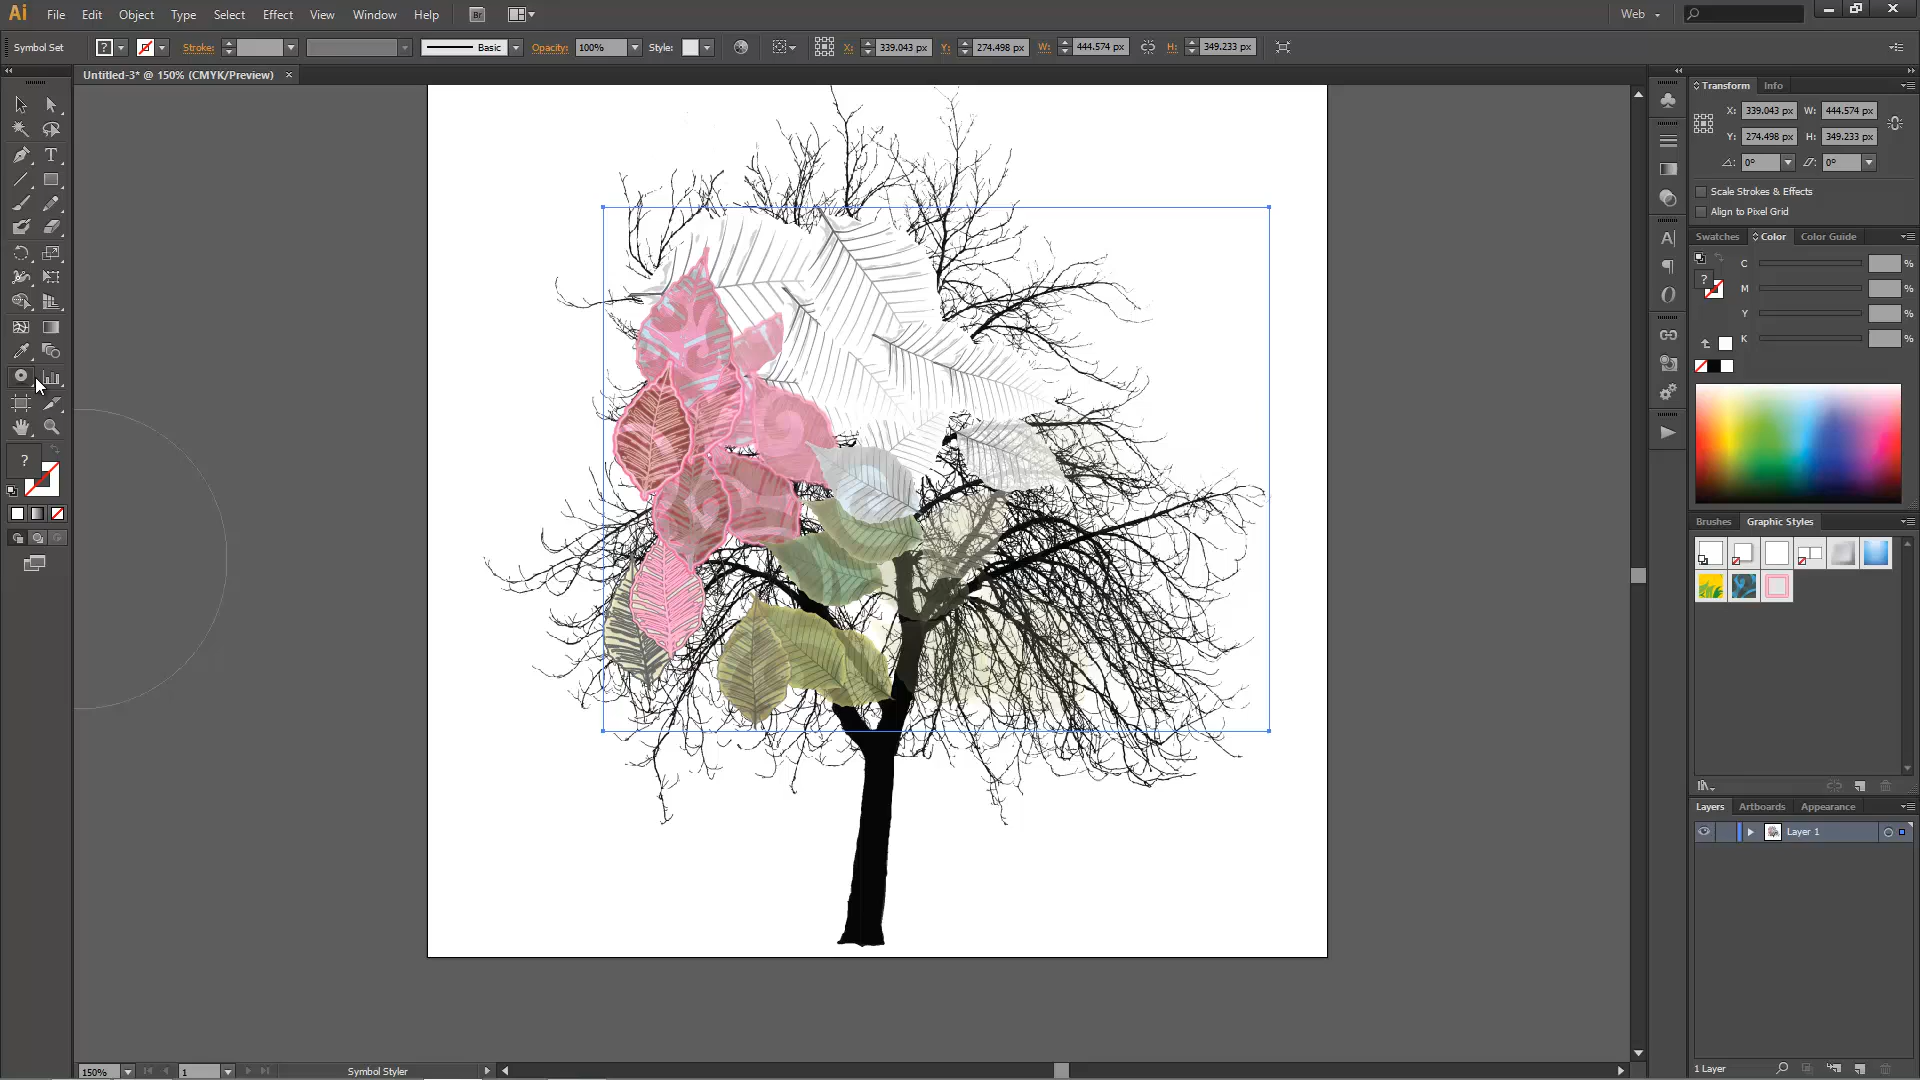 Ai File Edit Object Type Select Effect View Window Help Br Web
Symbol Set ? Stroke: Basic Opacity: 100% Style: X: 339.043 px Y: 274.498 px W: 444.574 px H: 349.233 px
Untitled-3* @ 150% (CMYK/Preview) ×
Transform Info
X: 339.043 px W: 444.574 px
Y: 274.498 px H: 349.233 px
0° 0°
Scale Strokes & Effects
Align to Pixel Grid
Swatches Color Color Guide
C %
M %
Y %
K %
?
?
Brushes Graphic Styles
Layers Artboards Appearance
Layer 1
1 Layer
150% 1 Symbol Styler